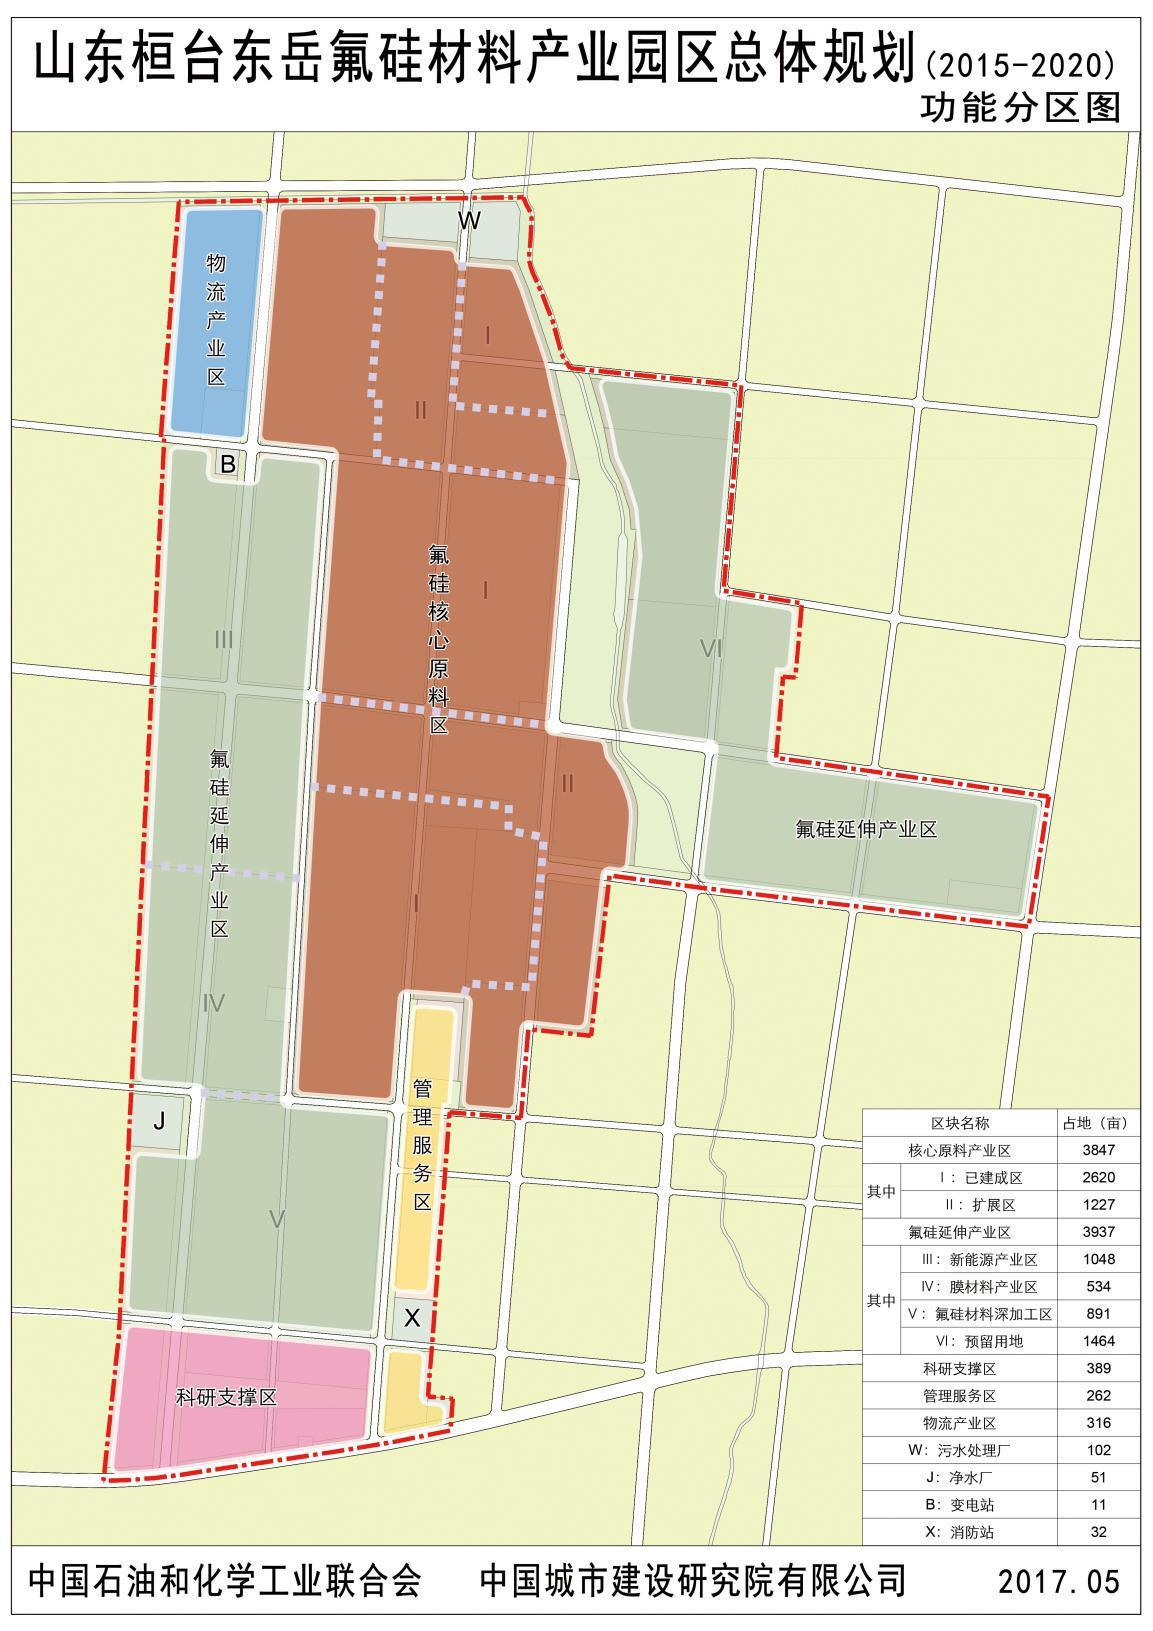 山东桓台东岳氟硅材料产业园区总体规划(2015-2020)
功能分区图
W
物流产业区
I
II
B
氟硅核心原料区
I
III
VI
氟硅延伸产业区
II
氟硅延伸产业区
I
IV
管理服务区
J
V
X
科研支撑区
区块名称 占地（亩）
核心原料产业区 3847
其中
I：已建成区 2620
II：扩展区 1227
氟硅延伸产业区 3937
其中
III：新能源产业区 1048
IV：膜材料产业区 534
V：氟硅材料深加工区 891
VI：预留用地 1464
科研支撑区 389
管理服务区 262
物流产业区 316
W：污水处理厂 102
J：净水厂 51
B：变电站 11
X：消防站 32
中国石油和化学工业联合会 中国城市建设研究院有限公司 2017.05